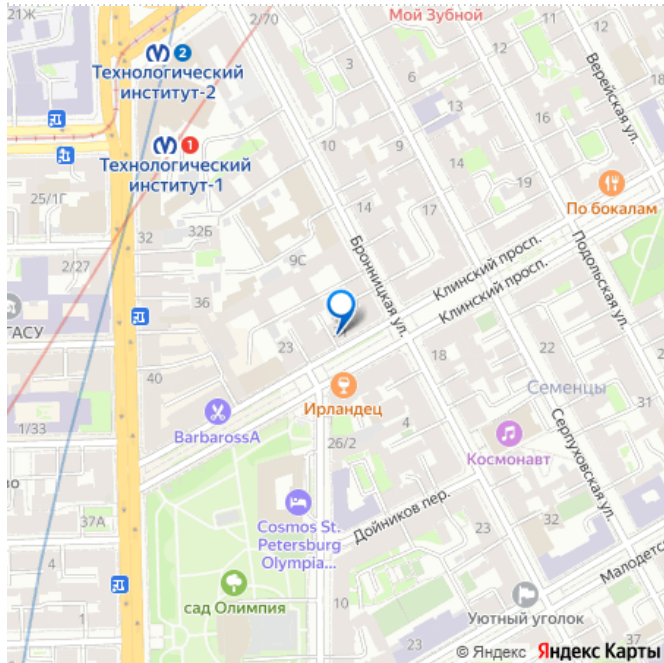 21Ж
2/70
Мой Зубной
Верейская ул.
12
11
13
12
2
Технологический
институт-2
16
9
10
1
Технологический
институт-1
14
19
По бокалам
14
17
25/1Г
32
32Б
9С
Бронницкая ул.
Клинский просп.
Клинский просп.
Подольская ул.
2/27
36
ГАСУ
23
18
22
40
Ирландец
Семенцы
31
BarbarossA
26/2
4
Космонавт
Серпуховская ул.
1/33
во
37А
Cosmos St.
Petersburg
Olympia...
Дойников пер.
23
32
23
Малодетс
сад Олимпия
10
Уютный уголок
© Яндекс Яндекс Карты